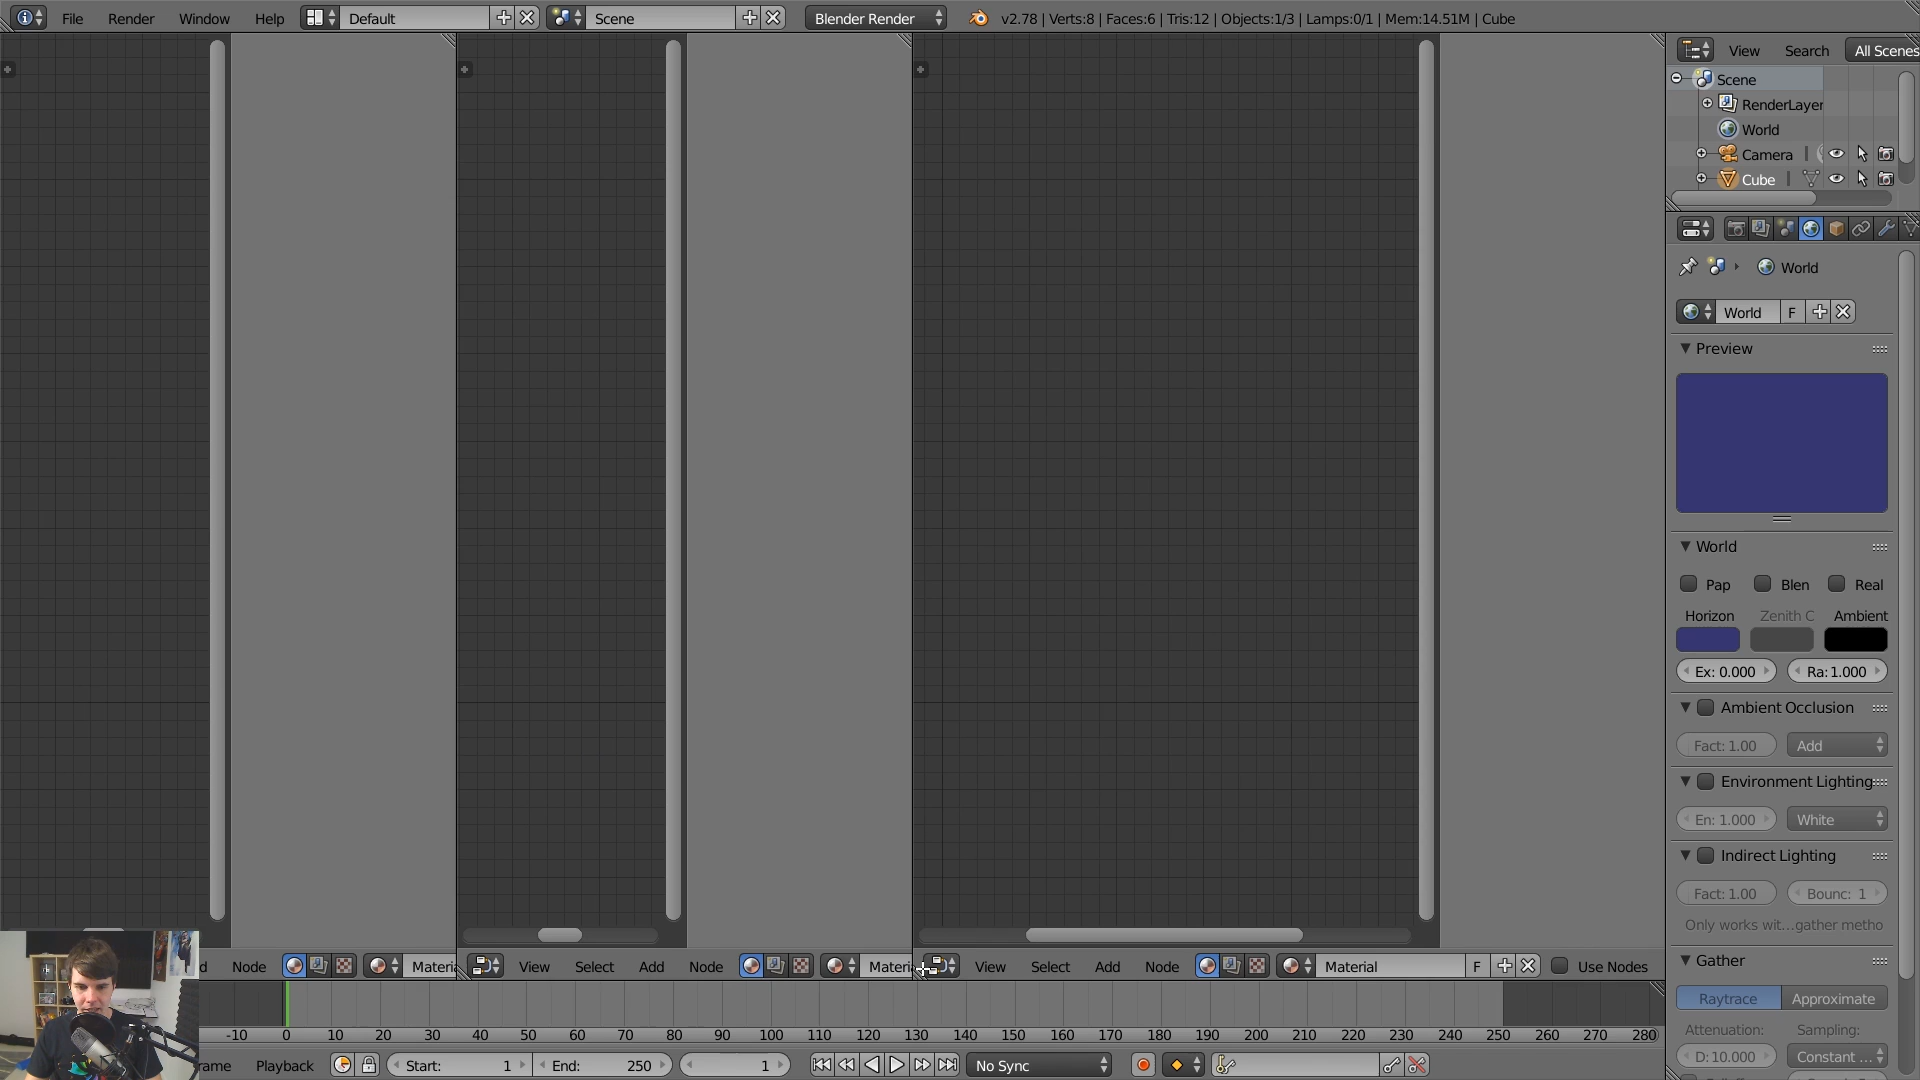 File Render Window Help Default Scene Blender Render v2.78 | Verts:8 | Faces:6 | Tris:12 | Objects:1/3 | Lamps:0/1 | Mem:14.51M | Cube
View Search All Scenes
Scene
RenderLayer
World
Camera
Cube
World
World F
Preview
World
Pap Blen Real
Horizon Zenith C Ambient
Ex: 0.000 Ra: 1.000
Ambient Occlusion
Fact: 1.00 Add
Environment Lighting
En: 1.000 White
Indirect Lighting
Fact: 1.00 Bounc: 1
Only works wit...gather metho
Gather
Raytrace Approximate
Attenuation: Sampling:
D: 10.000 Constant ...
d Node Materi View Select Add Node Materi View Select Add Node Material F Use Nodes
-10 0 10 20 30 40 50 60 70 80 90 100 110 120 130 140 150 160 170 180 190 200 210 220 230 240 250 260 270 280
rame Playback Start: 1 End: 250 1 No Sync